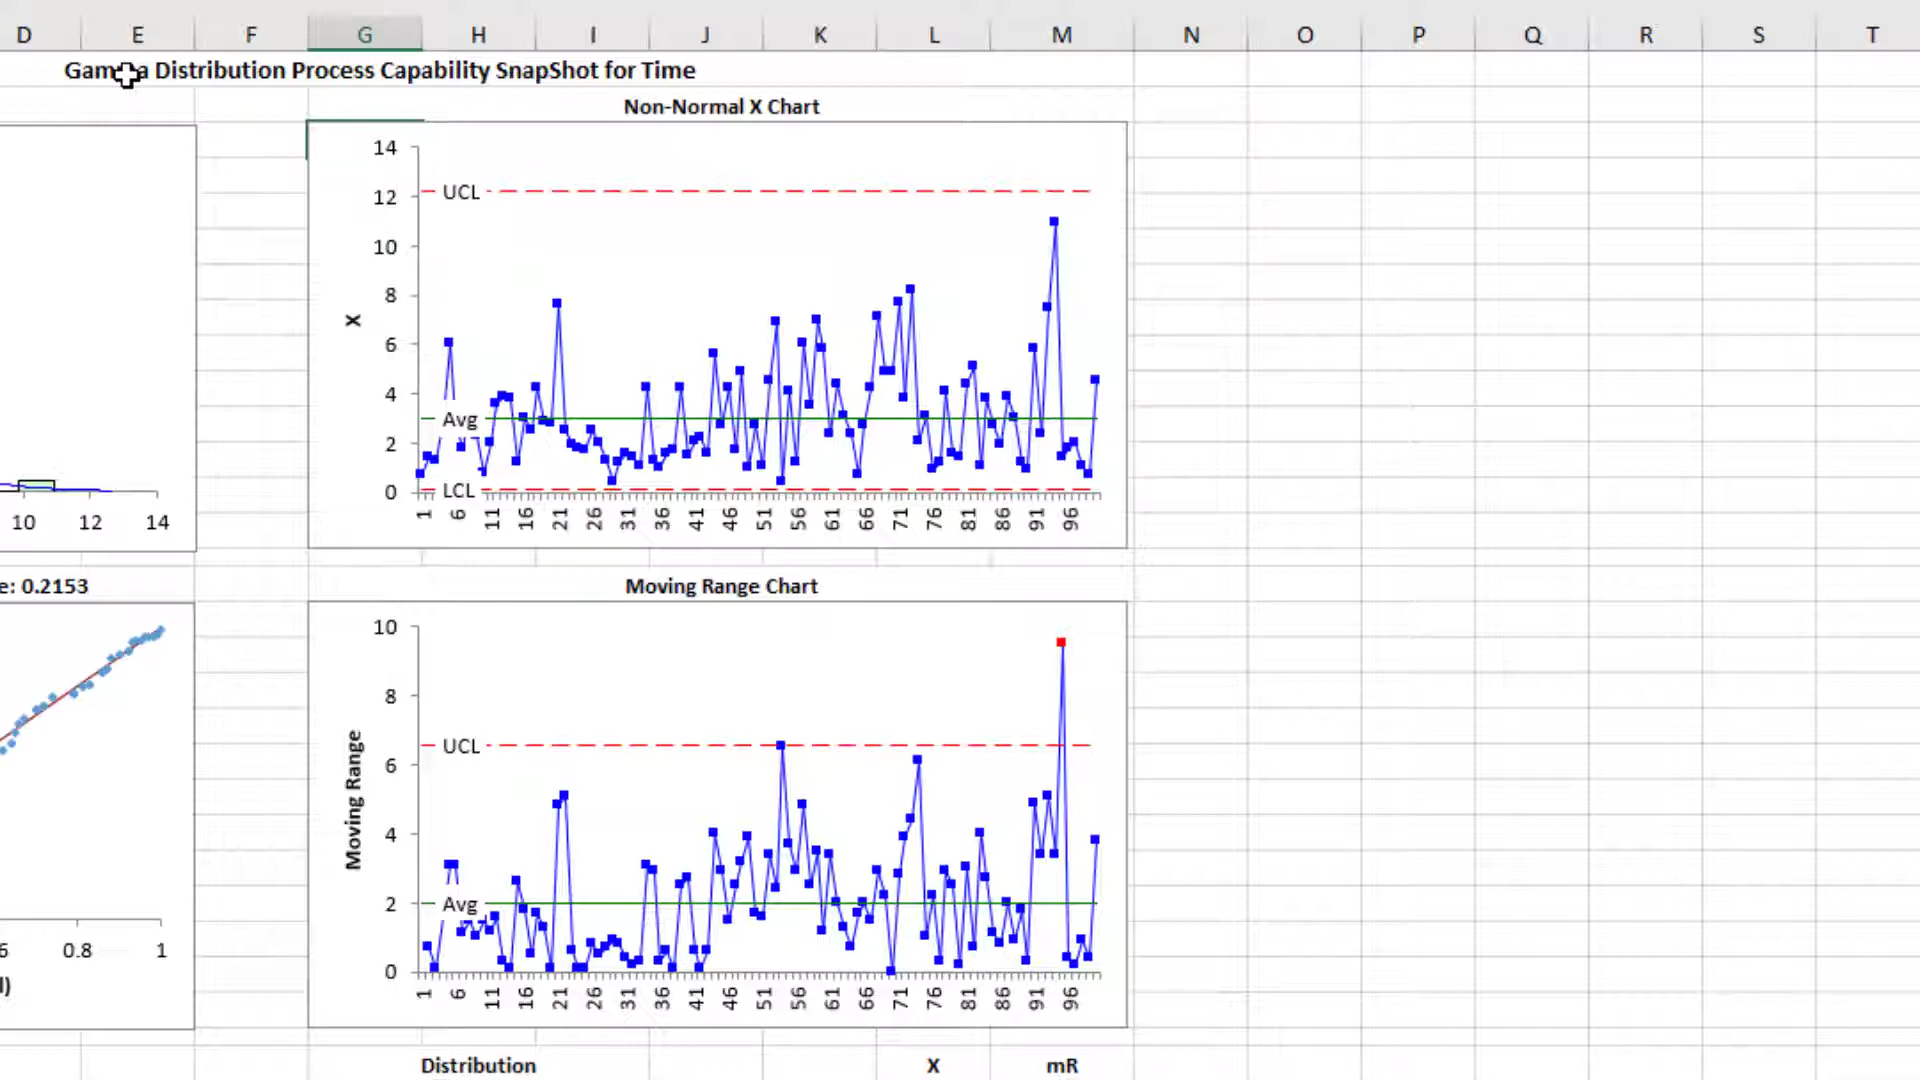 D E F G H I J K L M N O P Q R S T
Gam a Distribution Process Capability SnapShot for Time
Non-Normal X Chart
14
UCL
12
10
8
X
6
4
Avg
2
0
LCL
1 6 11 16 21 26 31 36 41 46 51 56 61 66 71 76 81 86 91 96
10 12 14
e: 0.2153
Moving Range Chart
10
8
UCL
6
Moving Range
4
2
Avg
0
1 6 11 16 21 26 31 36 41 46 51 56 61 66 71 76 81 86 91 96
6 0.8 1
l)
Distribution X mR